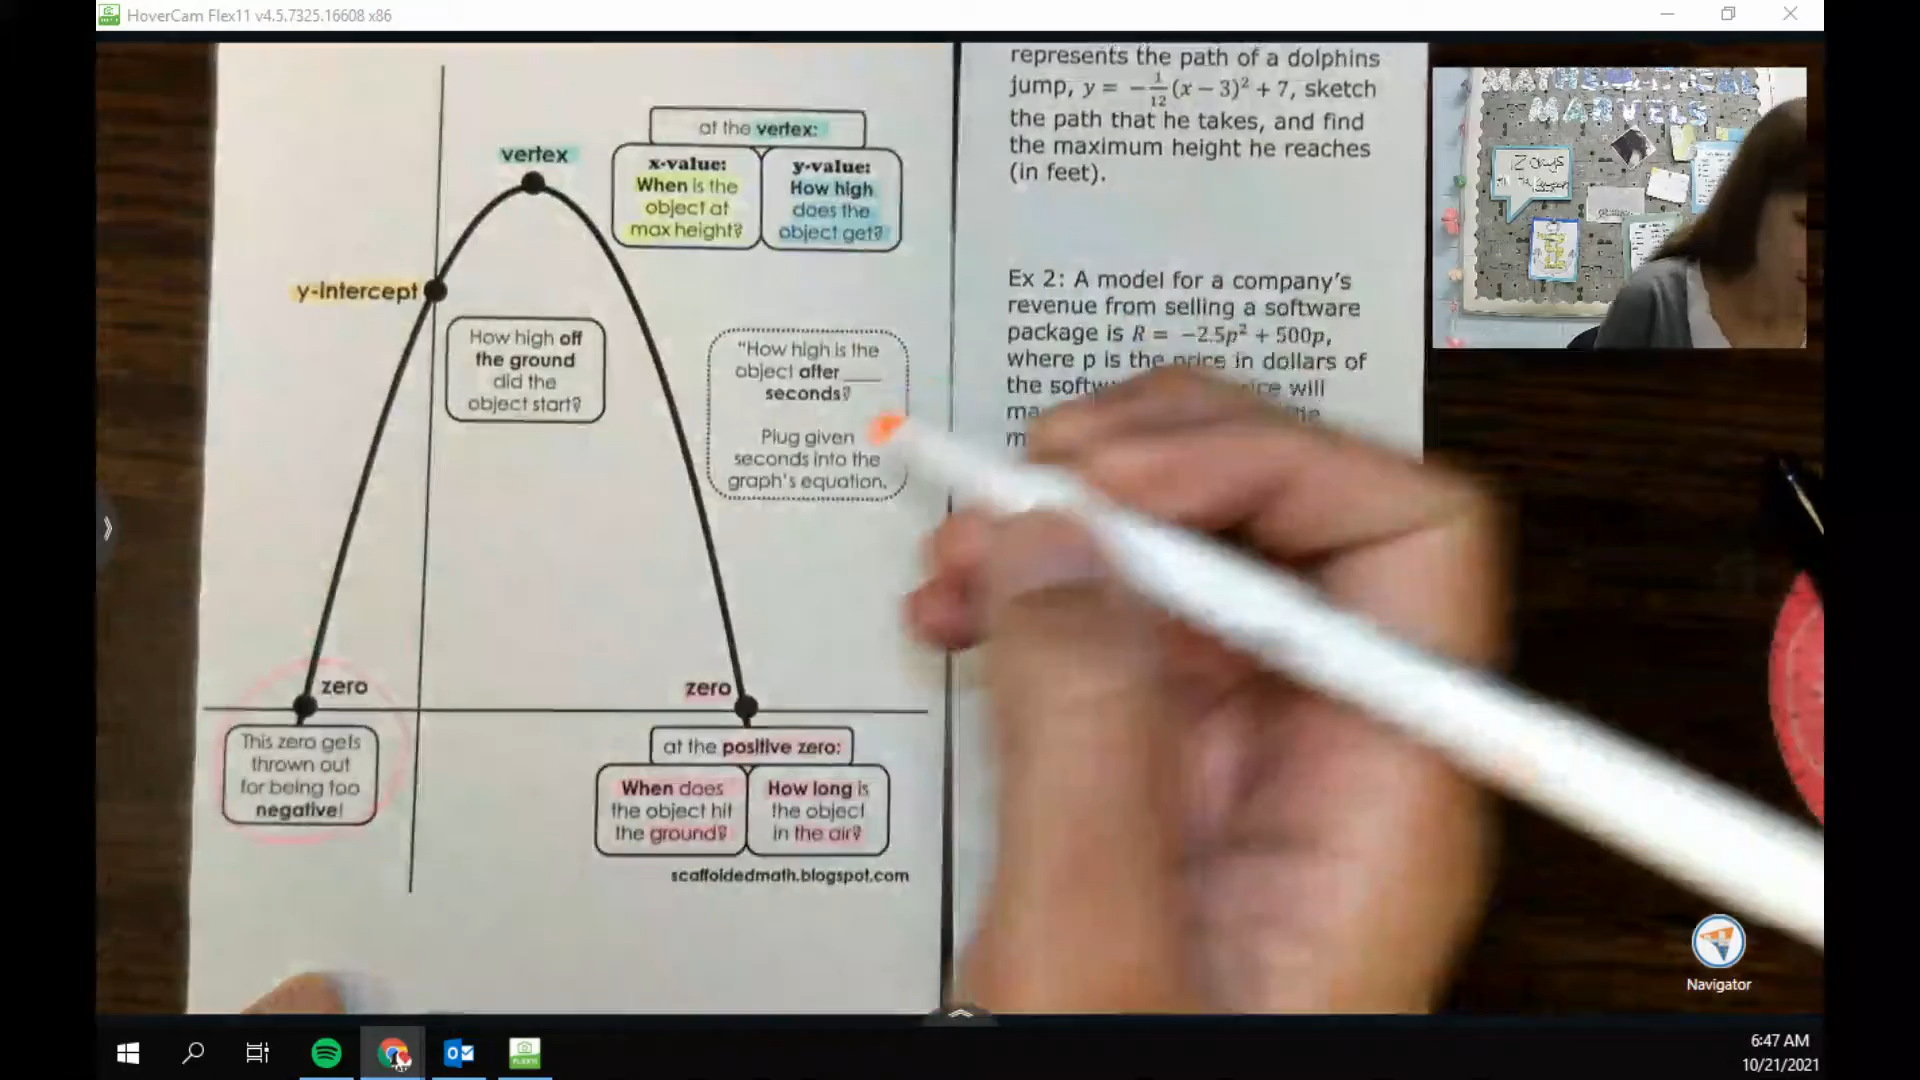 HoverCam Flex11 v4.5.7325.16608 x86
at the vertex:
vertex
x-value:
When is the
object at
max height?
y-value:
How high
does the
object get?
y-intercept
How high off
the ground
did the
object start?
"How high is the
object after ____
seconds?
Plug given
seconds into the
graph's equation.
zero
This zero gets
thrown out
for being too
negative!
zero
at the positive zero:
When does
the object hit
the ground?
How long is
the object
in the air?
scaffoldedmath.blogspot.com
represents the path of a dolphins
jump, y = −1/12(x − 3)² + 7, sketch
the path that he takes, and find
the maximum height he reaches
(in feet).
Ex 2: A model for a company's
revenue from selling a software
package is R = −2.5p² + 500p,
where p is the price in dollars of
the will
MARVELS
Navigator
6:47 AM
10/21/2021